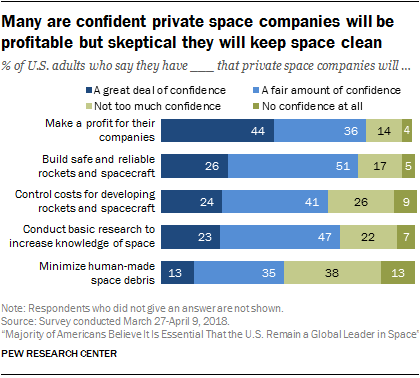 Many are confident private space companies will be
profitable but skeptical they will keep space clean
% of U.S. adults who say they have ___ that private space companies will ...
A great deal of confidence A fair amount of confidence
Not too much confidence No confidence at all
Make a profit for their
companies
44 36 14 4
Build safe and reliable
rockets and spacecraft
26 51 17 5
Control costs for developing
rockets and spacecraft
24 41 26 9
Conduct basic research to
increase knowledge of space
23 47 22 7
Minimize human-made
space debris
13 35 38 13
Note: Respondents who did not give an answer are not shown.
Source: Survey conducted March 27-April 9, 2018.
“Majority of Americans Believe It Is Essential That the U.S. Remain a Global Leader in Space”
PEW RESEARCH CENTER